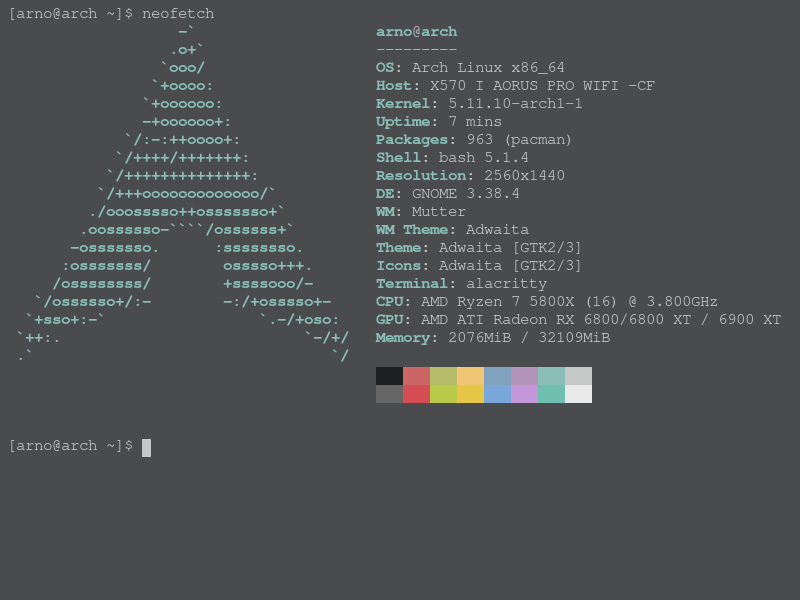 [arno@arch ~]$ neofetch
-` arno@arch
.o+` ---------
`ooo/ OS: Arch Linux x86_64
`+oooo: Host: X570 I AORUS PRO WIFI -CF
`+oooooo: Kernel: 5.11.10-arch1-1
-+oooooo+: Uptime: 7 mins
`/:-:++oooo+: Packages: 963 (pacman)
`/++++/+++++++: Shell: bash 5.1.4
`/++++++++++++++: Resolution: 2560x1440
`/+++ooooooooooooo/` DE: GNOME 3.38.4
./ooosssso++osssssso+` WM: Mutter
.oossssso-````/ossssss+` WM Theme: Adwaita
-osssssso. :ssssssso. Theme: Adwaita [GTK2/3]
:osssssss/ osssso+++. Icons: Adwaita [GTK2/3]
/ossssssss/ +ssssooo/- Terminal: alacritty
`/ossssso+/:- -:/+osssso+- CPU: AMD Ryzen 7 5800X (16) @ 3.800GHz
`+sso+:-` `.-/+oso: GPU: AMD ATI Radeon RX 6800/6800 XT / 6900 XT
`++:. `-/+/ Memory: 2076MiB / 32109MiB
.` `/
[arno@arch ~]$